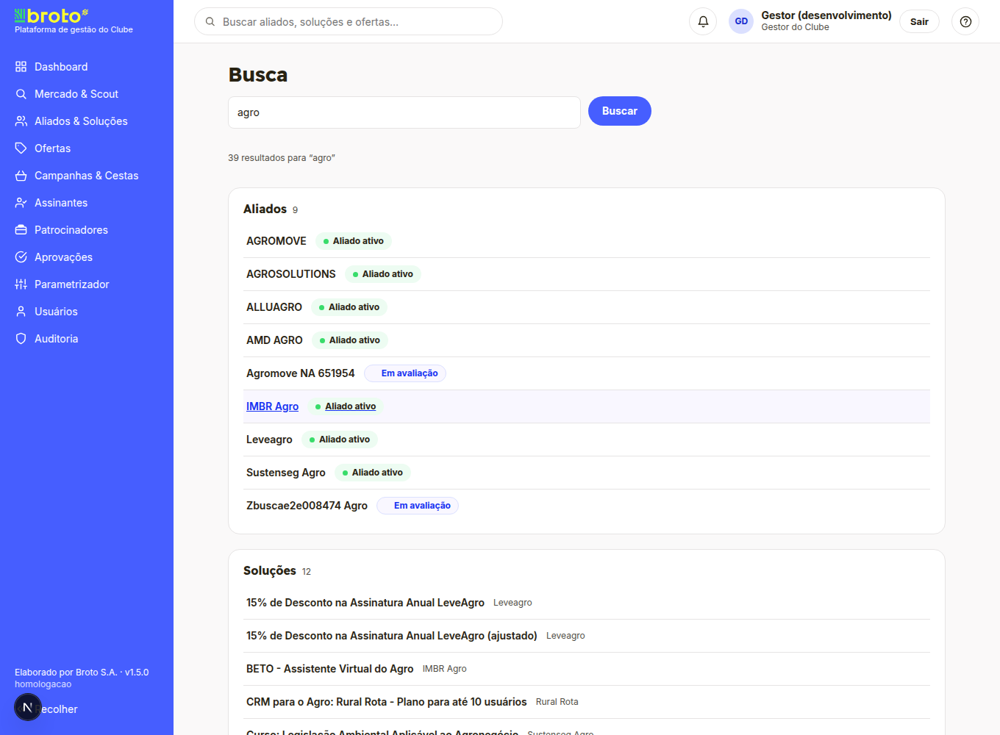 broto
Plataforma de gestão do Clube
Buscar aliados, soluções e ofertas...
GD
Gestor (desenvolvimento)
Gestor do Clube
Sair
Dashboard
Mercado & Scout
Aliados & Soluções
Ofertas
Campanhas & Cestas
Assinantes
Patrocinadores
Aprovações
Parametrizador
Usuários
Auditoria
Elaborado por Broto S.A. · v1.5.0
homologacao
N
Recolher
Busca
agro
Buscar
39 resultados para “agro”
Aliados 9
AGROMOVE Aliado ativo
AGROSOLUTIONS Aliado ativo
ALLUAGRO Aliado ativo
AMD AGRO Aliado ativo
Agromove NA 651954 Em avaliação
IMBR Agro Aliado ativo
Leveagro Aliado ativo
Sustenseg Agro Aliado ativo
Zbuscae2e008474 Agro Em avaliação
Soluções 12
15% de Desconto na Assinatura Anual LeveAgro Leveagro
15% de Desconto na Assinatura Anual LeveAgro (ajustado) Leveagro
BETO - Assistente Virtual do Agro IMBR Agro
CRM para o Agro: Rural Rota - Plano para até 10 usuários Rural Rota
Curso: Legislação Ambiental Aplicável ao Agronegócio Sustenseg Agro